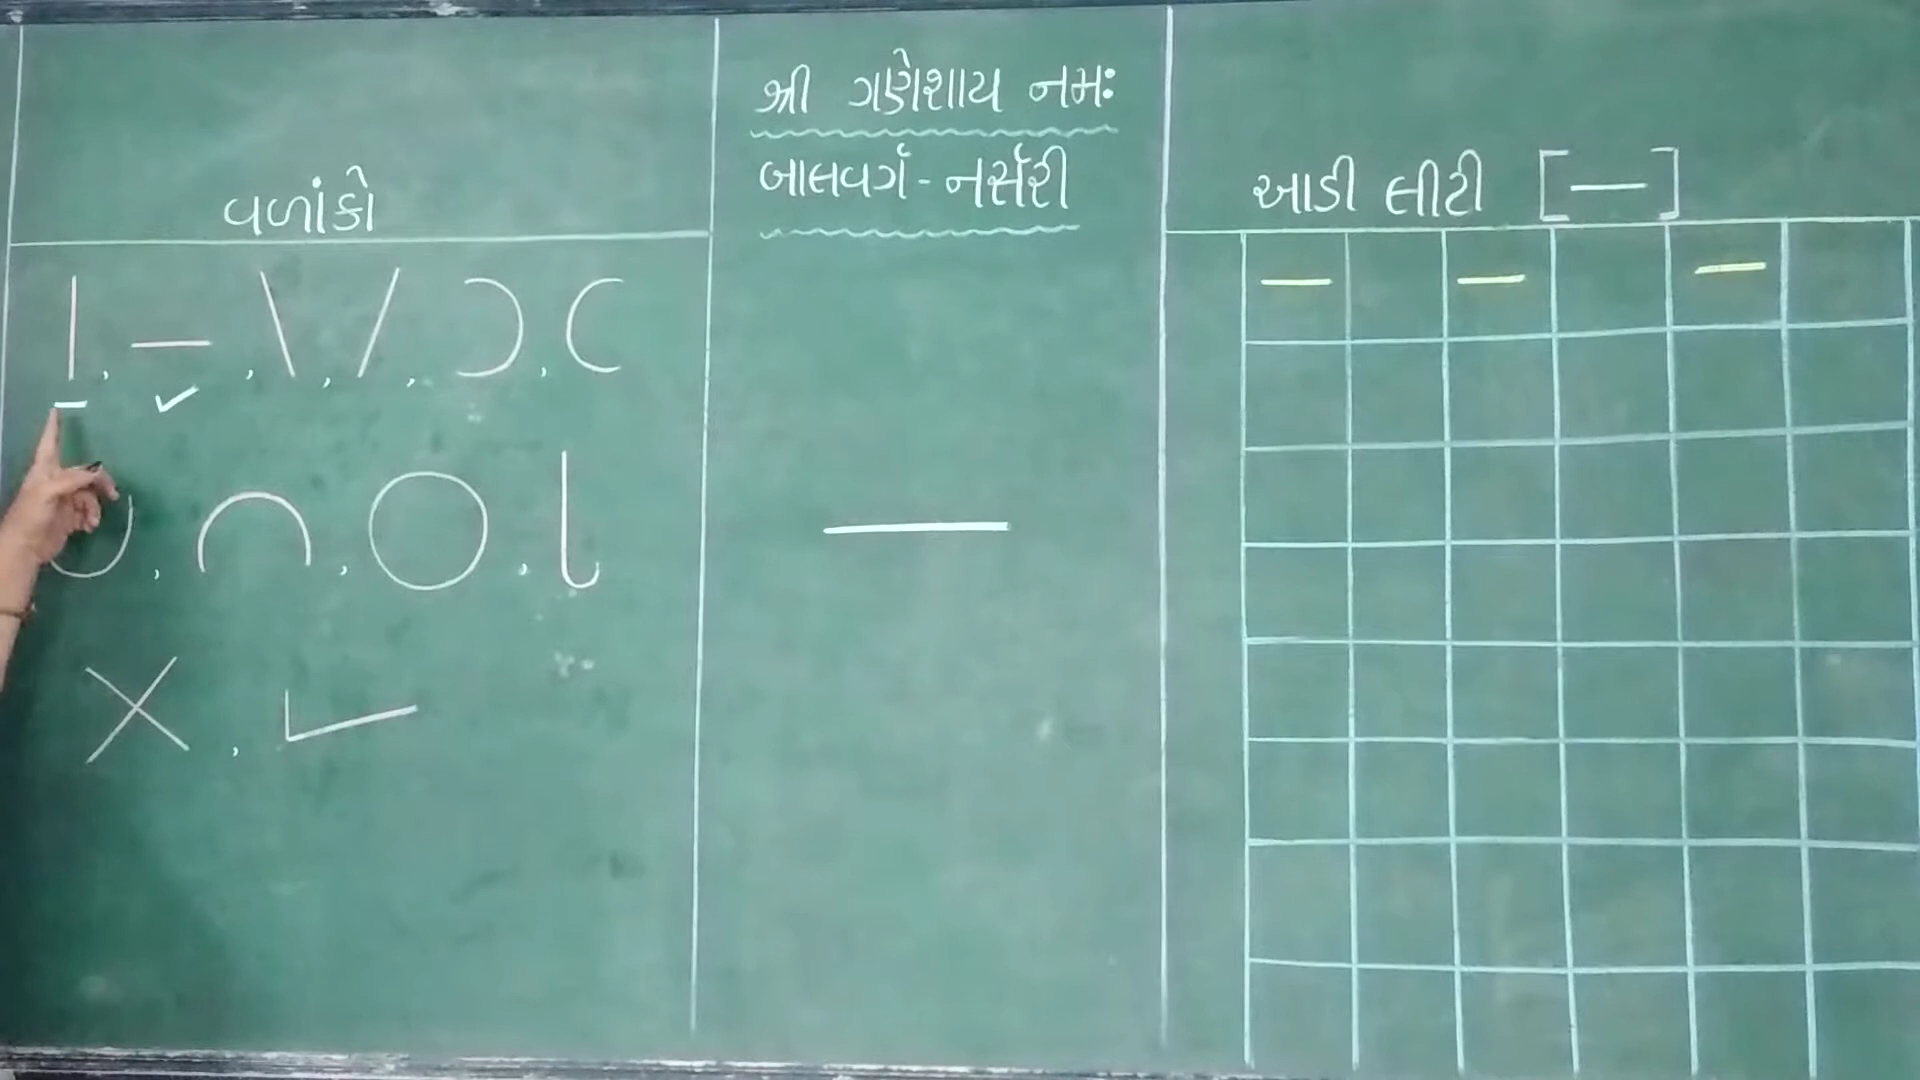 શ્રી ગણેશાય નમઃ
બાલવર્ગ - નર્સરી
વળાંકો
આડી લીટી [—]